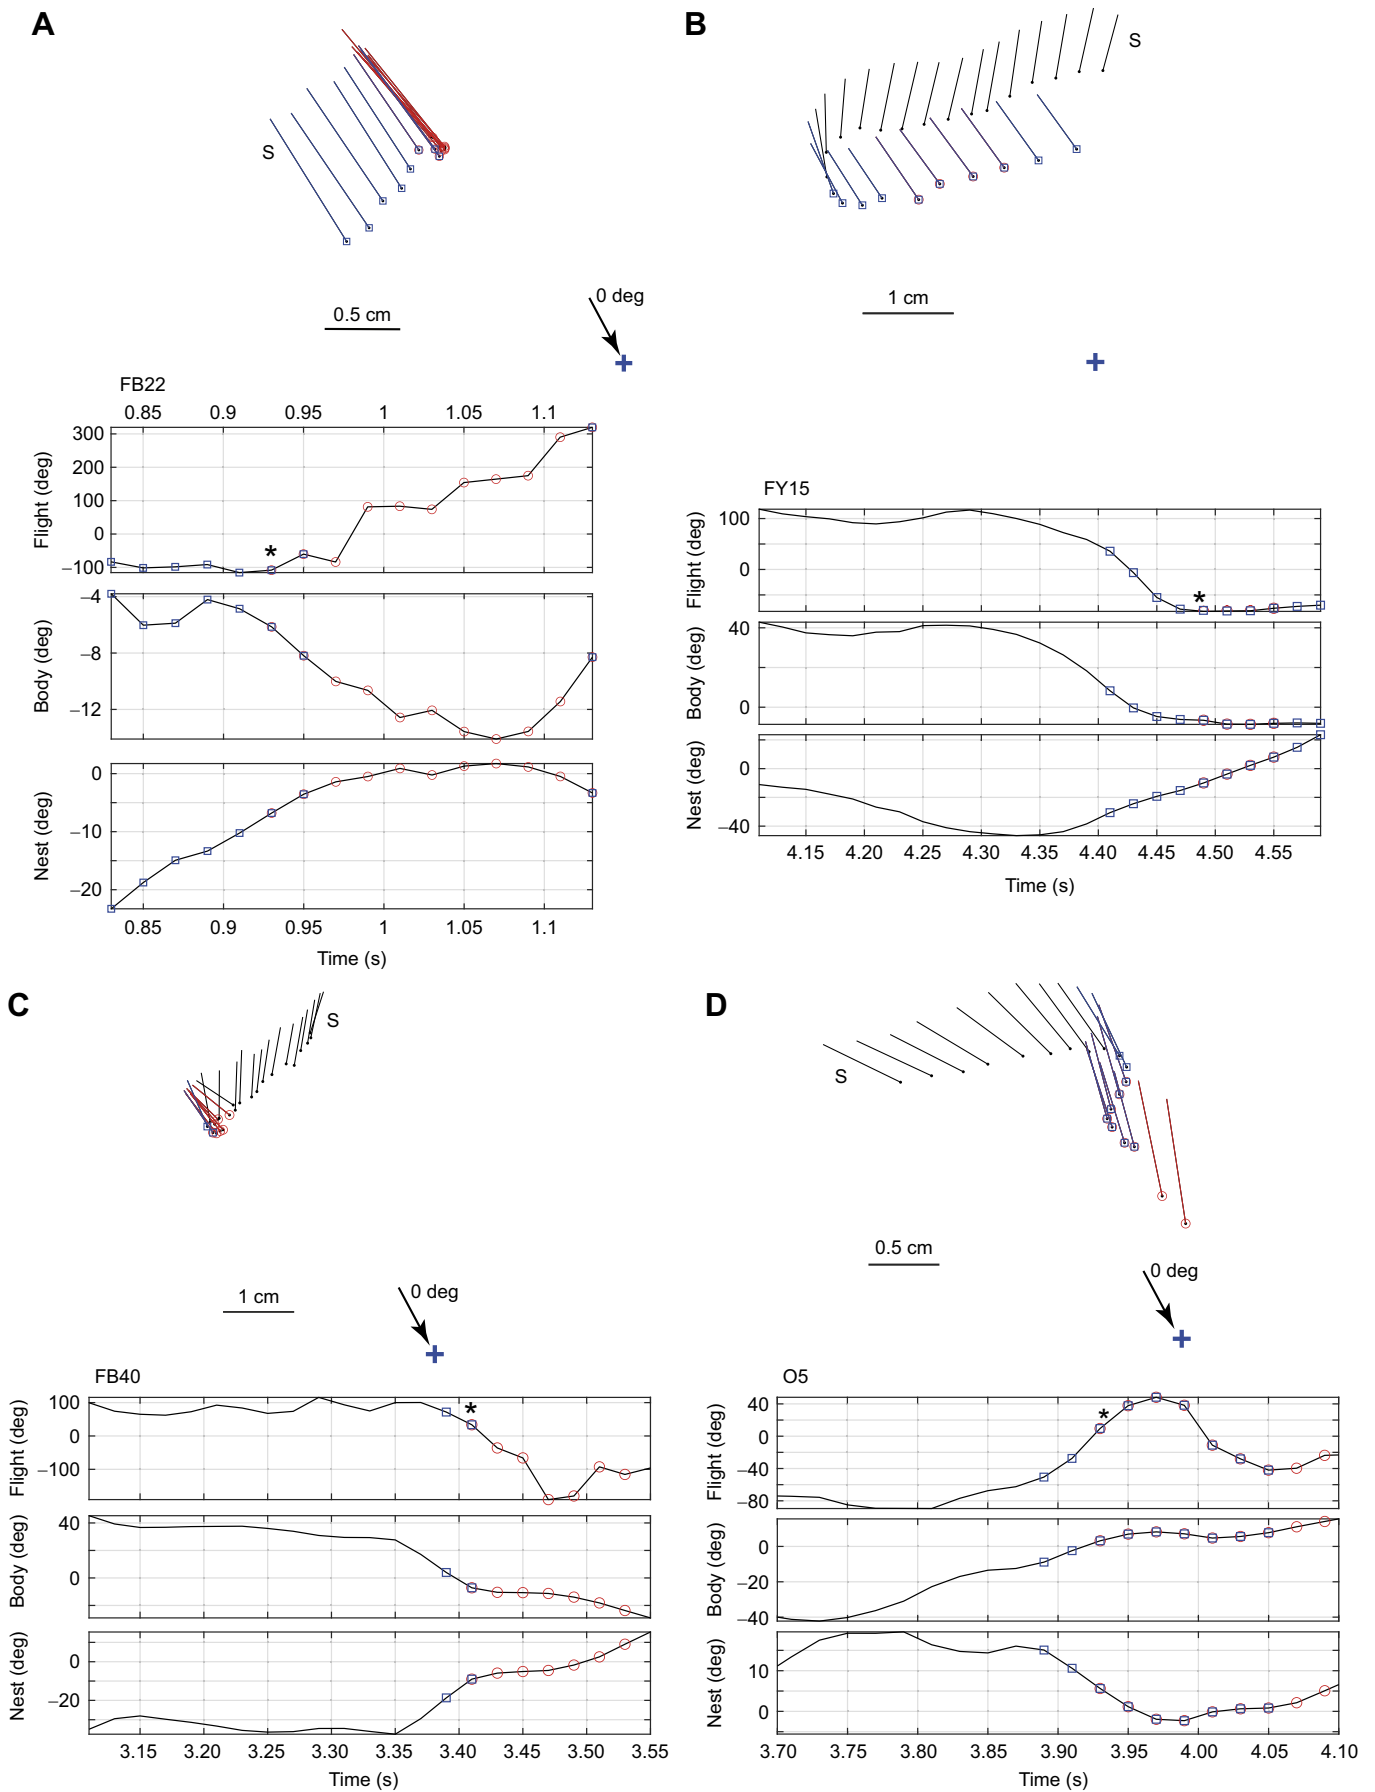 A
S
0.5 cm
0 deg
FB22
0.85 0.9 0.95 1 1.05 1.1
300
200
100
0
−100
Flight (deg)
*
−4
−8
−12
Body (deg)
0
−10
−20
Nest (deg)
0.85 0.9 0.95 1 1.05 1.1
Time (s)
B
S
1 cm
FY15
100
0
Flight (deg)
*
40
0
Body (deg)
0
−40
Nest (deg)
4.15 4.20 4.25 4.30 4.35 4.40 4.45 4.50 4.55
Time (s)
C
S
1 cm
0 deg
FB40
100
0
−100
Flight (deg)
*
40
0
Body (deg)
0
−20
Nest (deg)
3.15 3.20 3.25 3.30 3.35 3.40 3.45 3.50 3.55
Time (s)
D
S
0.5 cm
0 deg
O5
40
0
−40
−80
Flight (deg)
*
0
−20
−40
Body (deg)
10
0
Nest (deg)
3.70 3.75 3.80 3.85 3.90 3.95 4.00 4.05 4.10
Time (s)